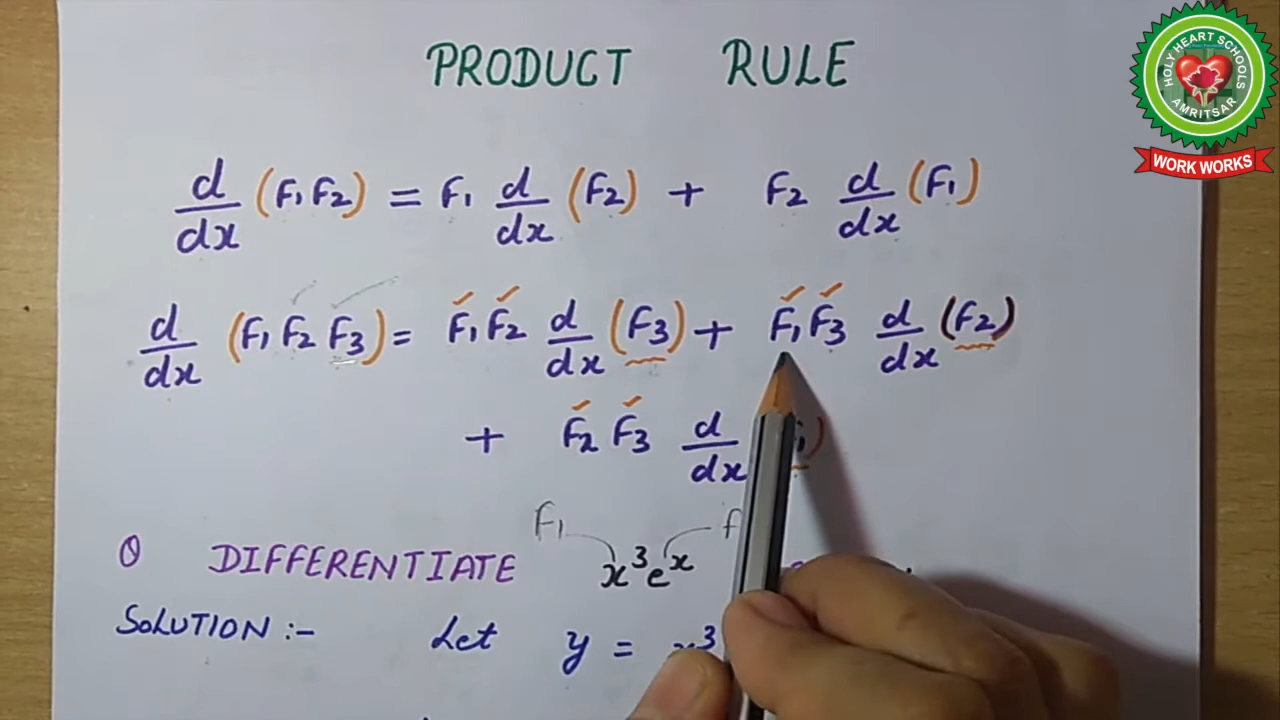 PRODUCT RULE
d/dx (F₁F₂) = F₁ d/dx (F₂) + F₂ d/dx (F₁)
d/dx (F₁F₂F₃) = F₁F₂ d/dx (F₃) + F₁F₃ d/dx (F₂)
+ F₂F₃ d/dx
F₁
Q DIFFERENTIATE x³eˣ
SOLUTION :- Let y = x³
HOLY HEART SCHOOLS
AMRITSAR
WORK WORKS